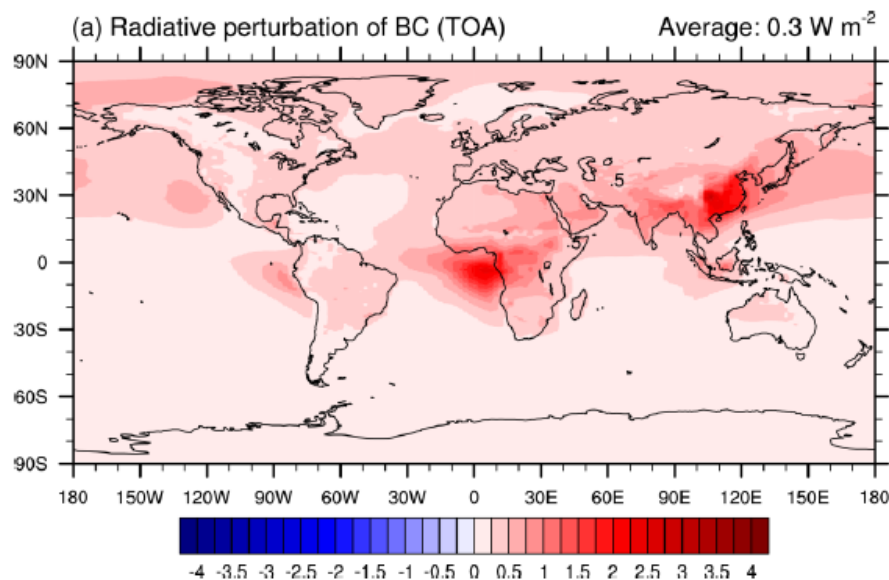 (a) Radiative perturbation of BC (TOA) Average: 0.3 W m⁻²
90N
60N
.5
30N
.5
0
30S
60S
90S
180 150W 120W 90W 60W 30W 0 30E 60E 90E 120E 150E 180
-4 -3.5 -3 -2.5 -2 -1.5 -1 -0.5 0 0.5 1 1.5 2 2.5 3 3.5 4